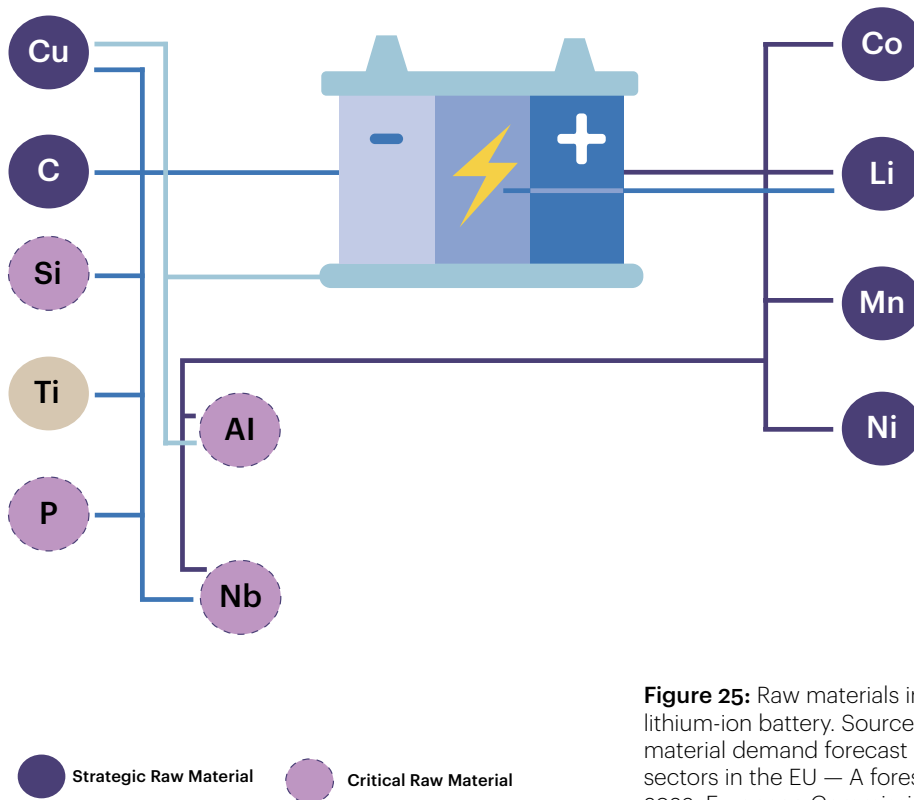 Cu
C
Si
Ti
P
Al
Nb
Co
Li
Mn
Ni
Strategic Raw Material
Critical Raw Material
Figure 25: Raw materials in
lithium-ion battery. Source
material demand forecast
sectors in the EU — A fores